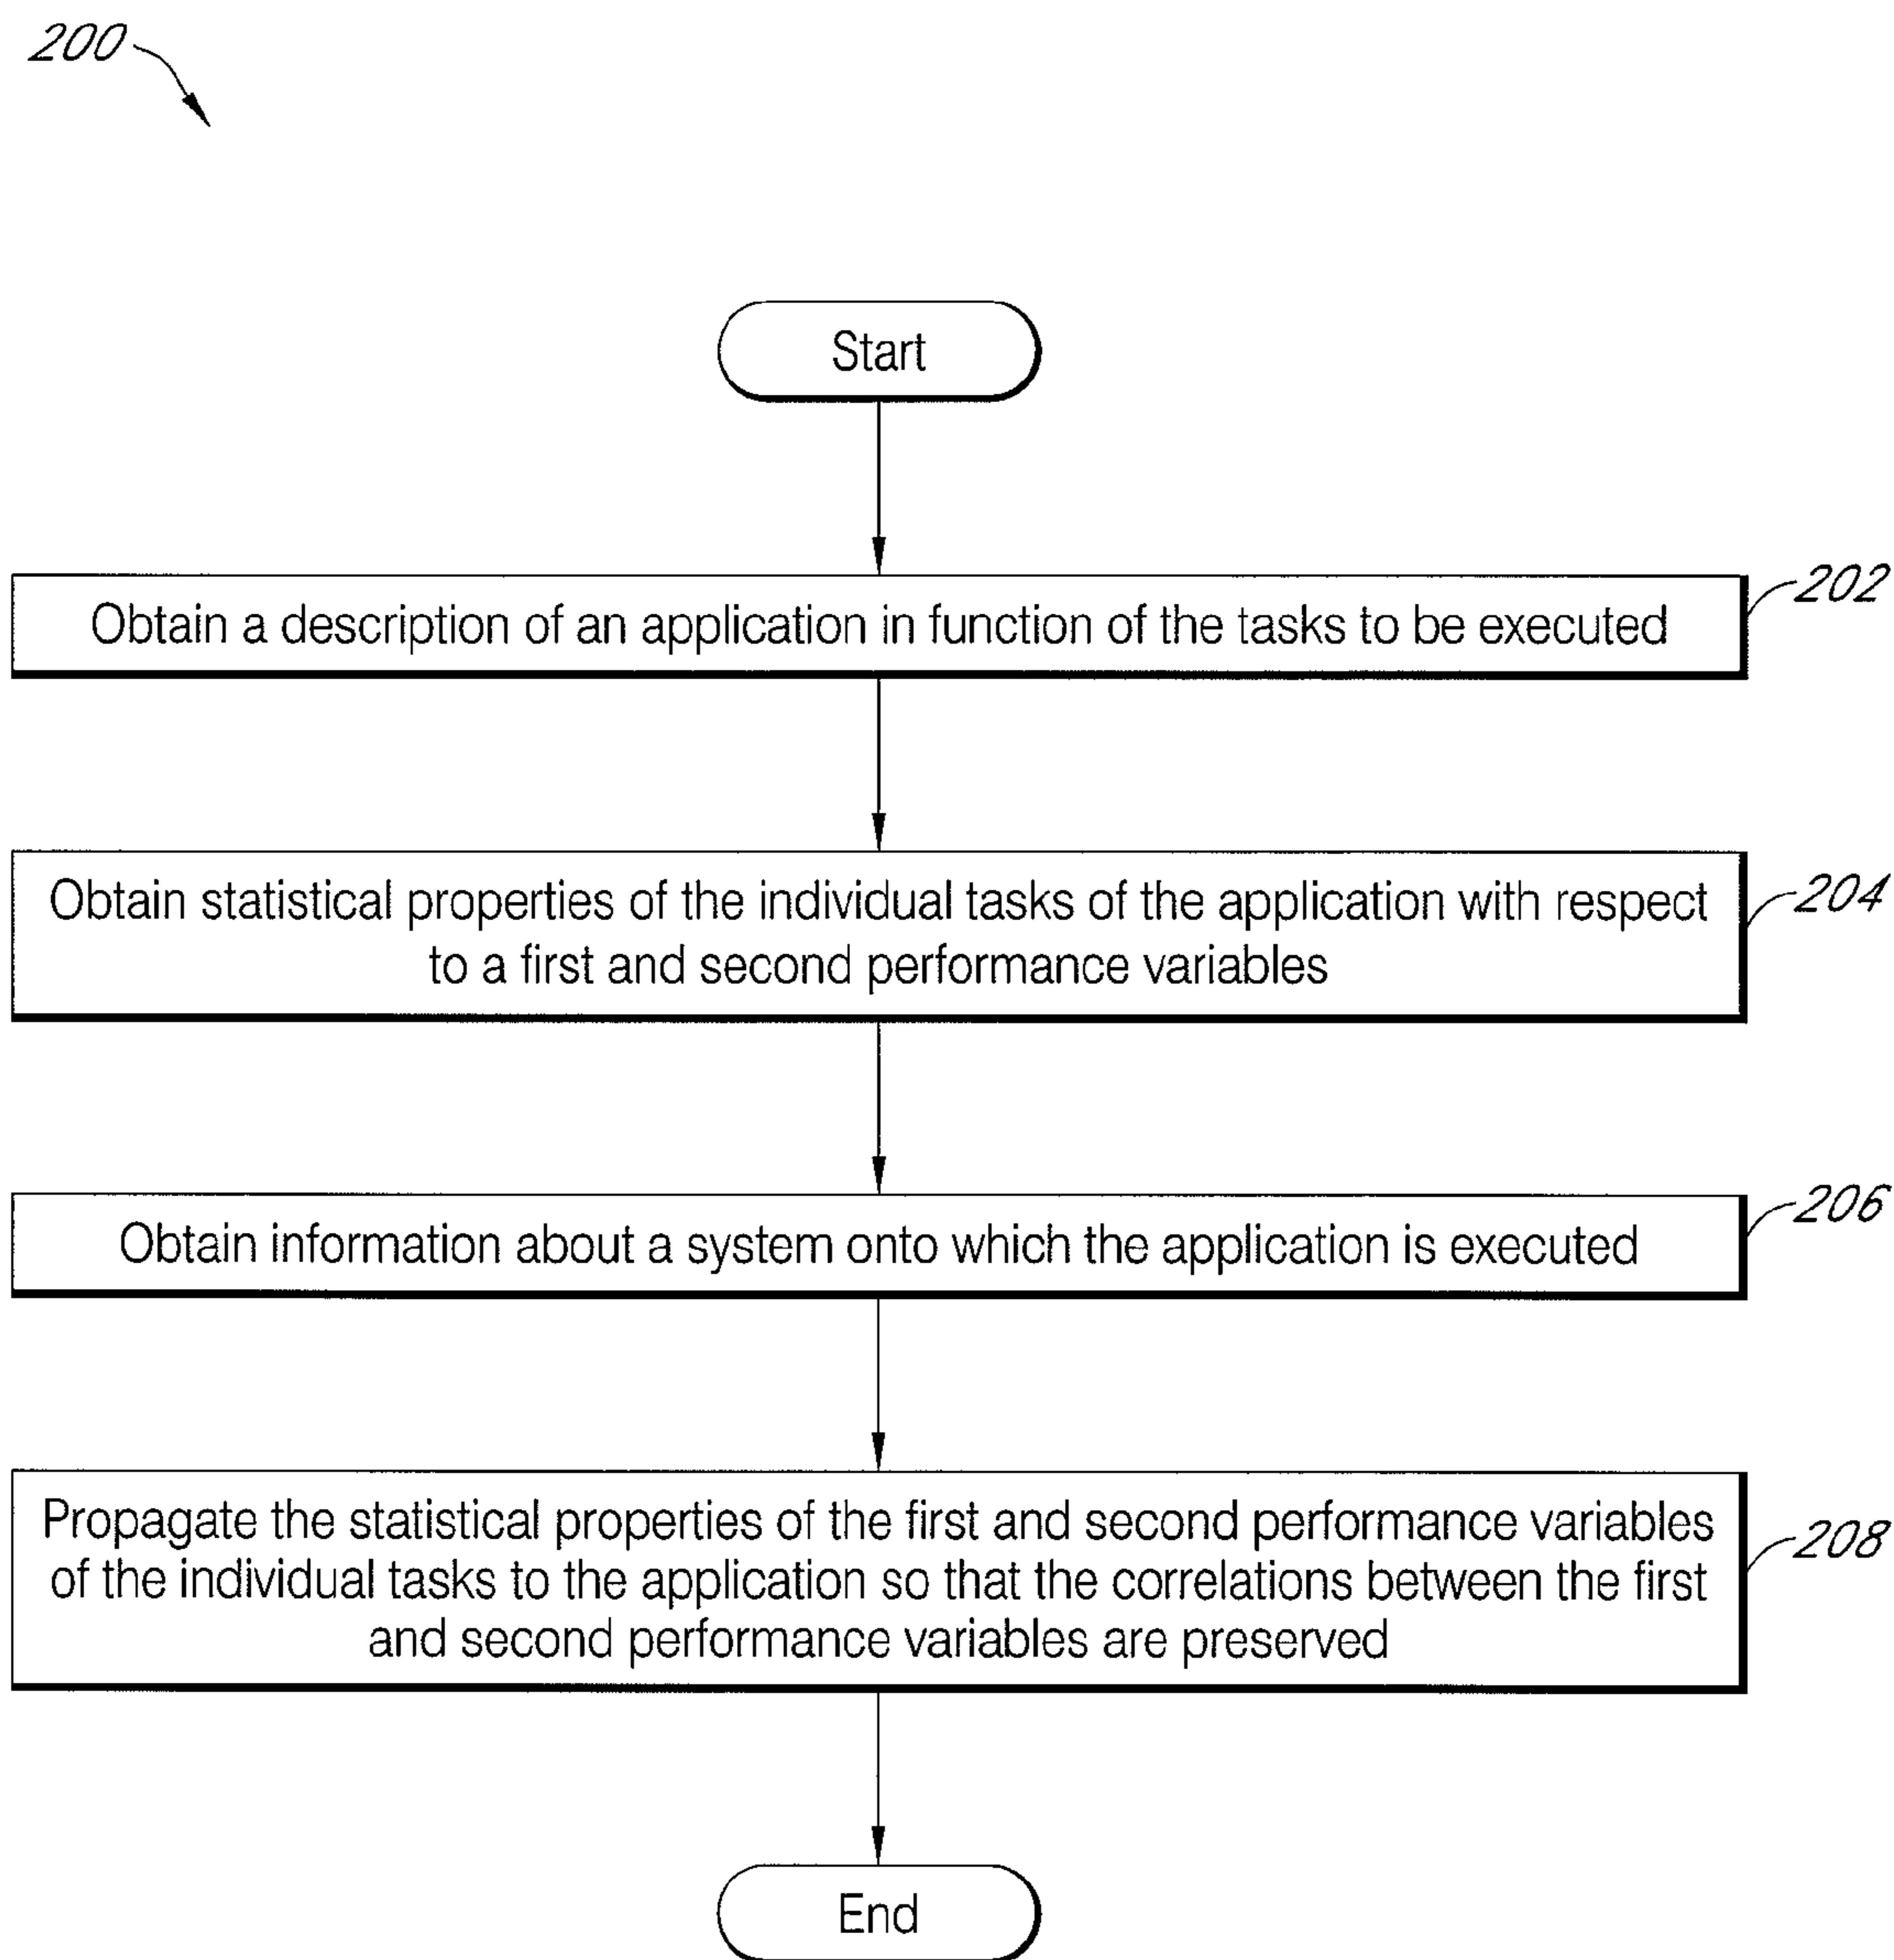 200
Start
Obtain a description of an application in function of the tasks to be executed
202
Obtain statistical properties of the individual tasks of the application with respect
to a first and second performance variables
204
Obtain information about a system onto which the application is executed
206
Propagate the statistical properties of the first and second performance variables
of the individual tasks to the application so that the correlations between the first
and second performance variables are preserved
208
End